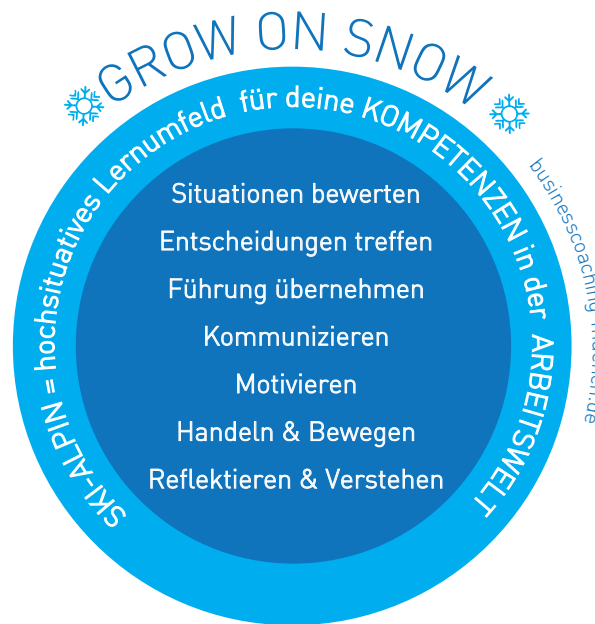 GROW ON SNOW
SKI-ALPIN = hochsituatives Lernumfeld für deine KOMPETENZEN in der ARBEITSWELT
Situationen bewerten
Entscheidungen treffen
Führung übernehmen
Kommunizieren
Motivieren
Handeln & Bewegen
Reflektieren & Verstehen